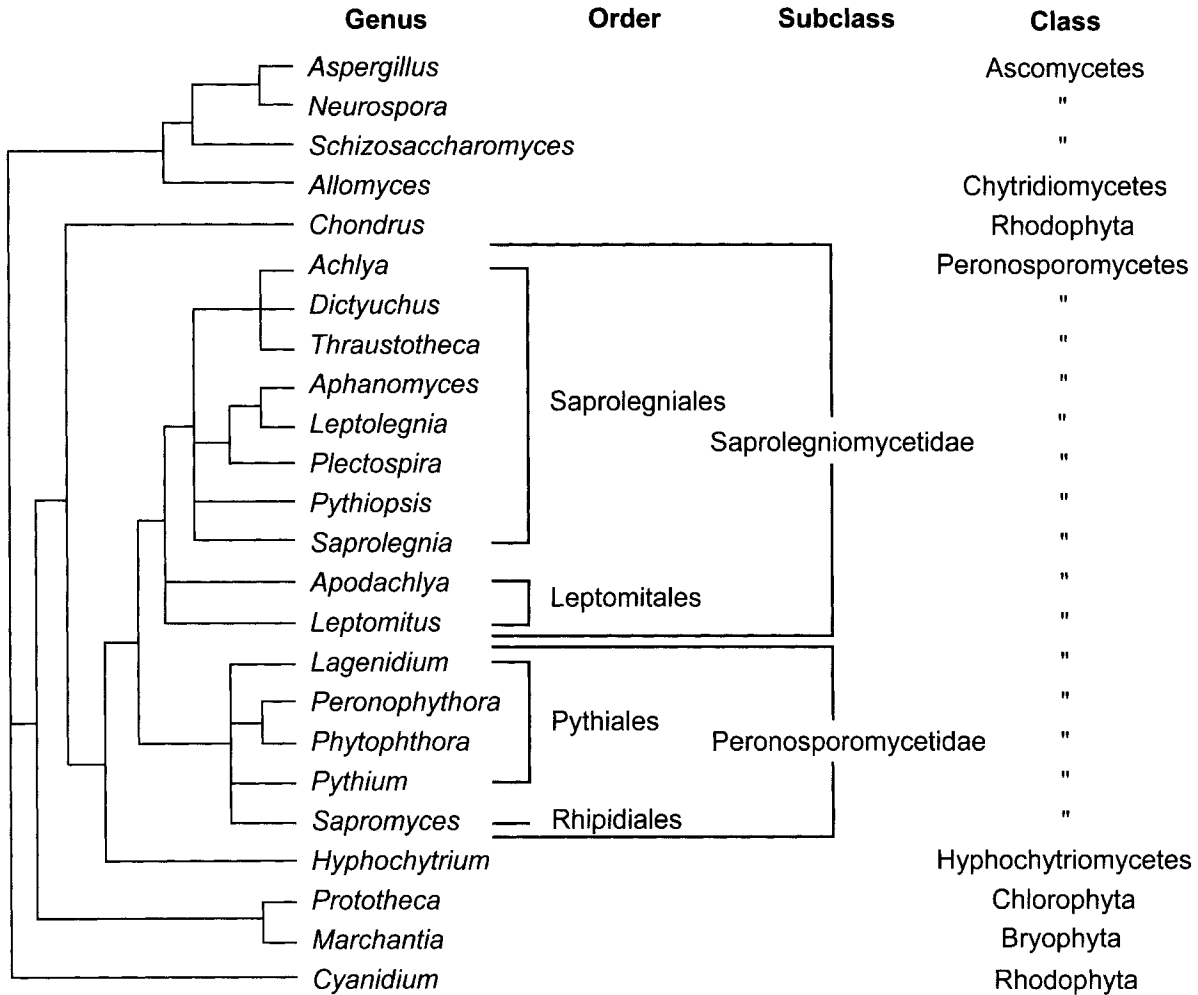 Genus Order Subclass Class
Aspergillus Ascomycetes
Neurospora "
Schizosaccharomyces "
Allomyces Chytridiomycetes
Chondrus Rhodophyta
Achlya Peronosporomycetes
Dictyuchus "
Thraustotheca "
Aphanomyces "
Saprolegniales
Leptolegnia "
Saprolegniomycetidae
Plectospira "
Pythiopsis "
Saprolegnia "
Apodachlya "
Leptomitales
Leptomitus "
Lagenidium "
Peronophythora "
Pythiales
Phytophthora Peronosporomycetidae "
Pythium "
Sapromyces Rhipidiales "
Hyphochytrium Hyphochytriomycetes
Prototheca Chlorophyta
Marchantia Bryophyta
Cyanidium Rhodophyta